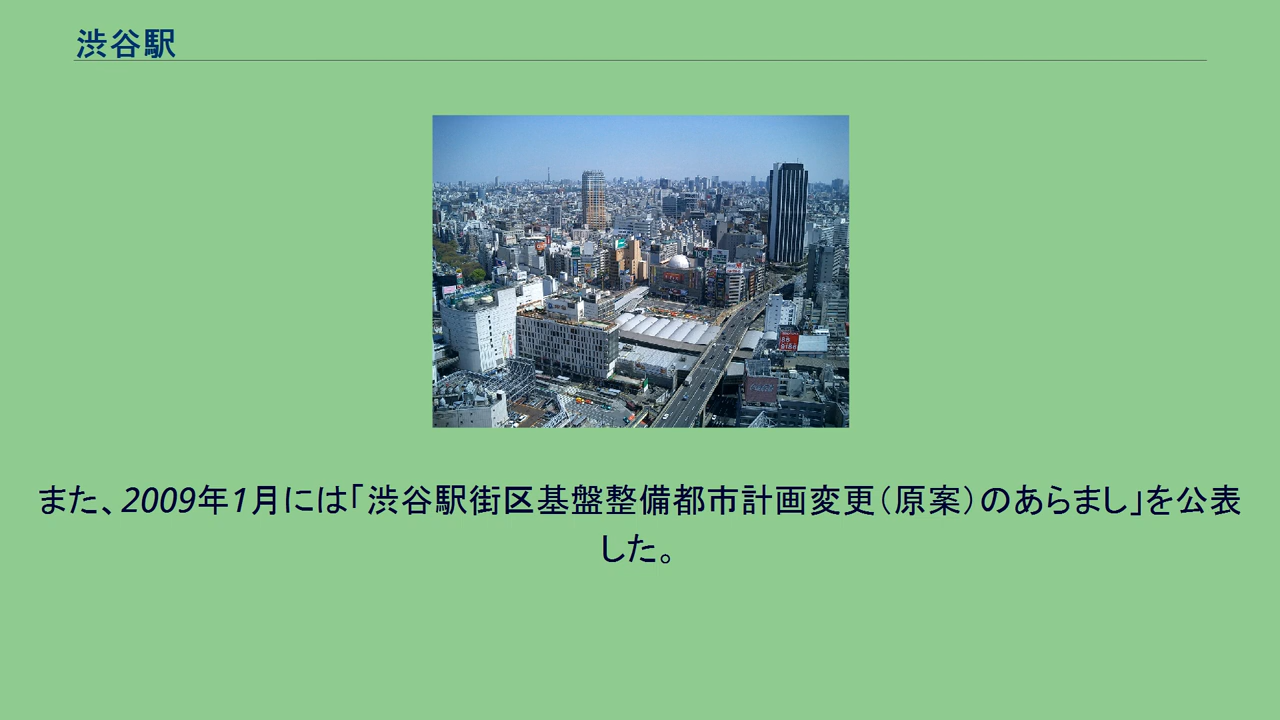 渋谷駅
また、2009年1月には「渋谷駅街区基盤整備都市計画変更（原案）のあらまし」を公表
した。